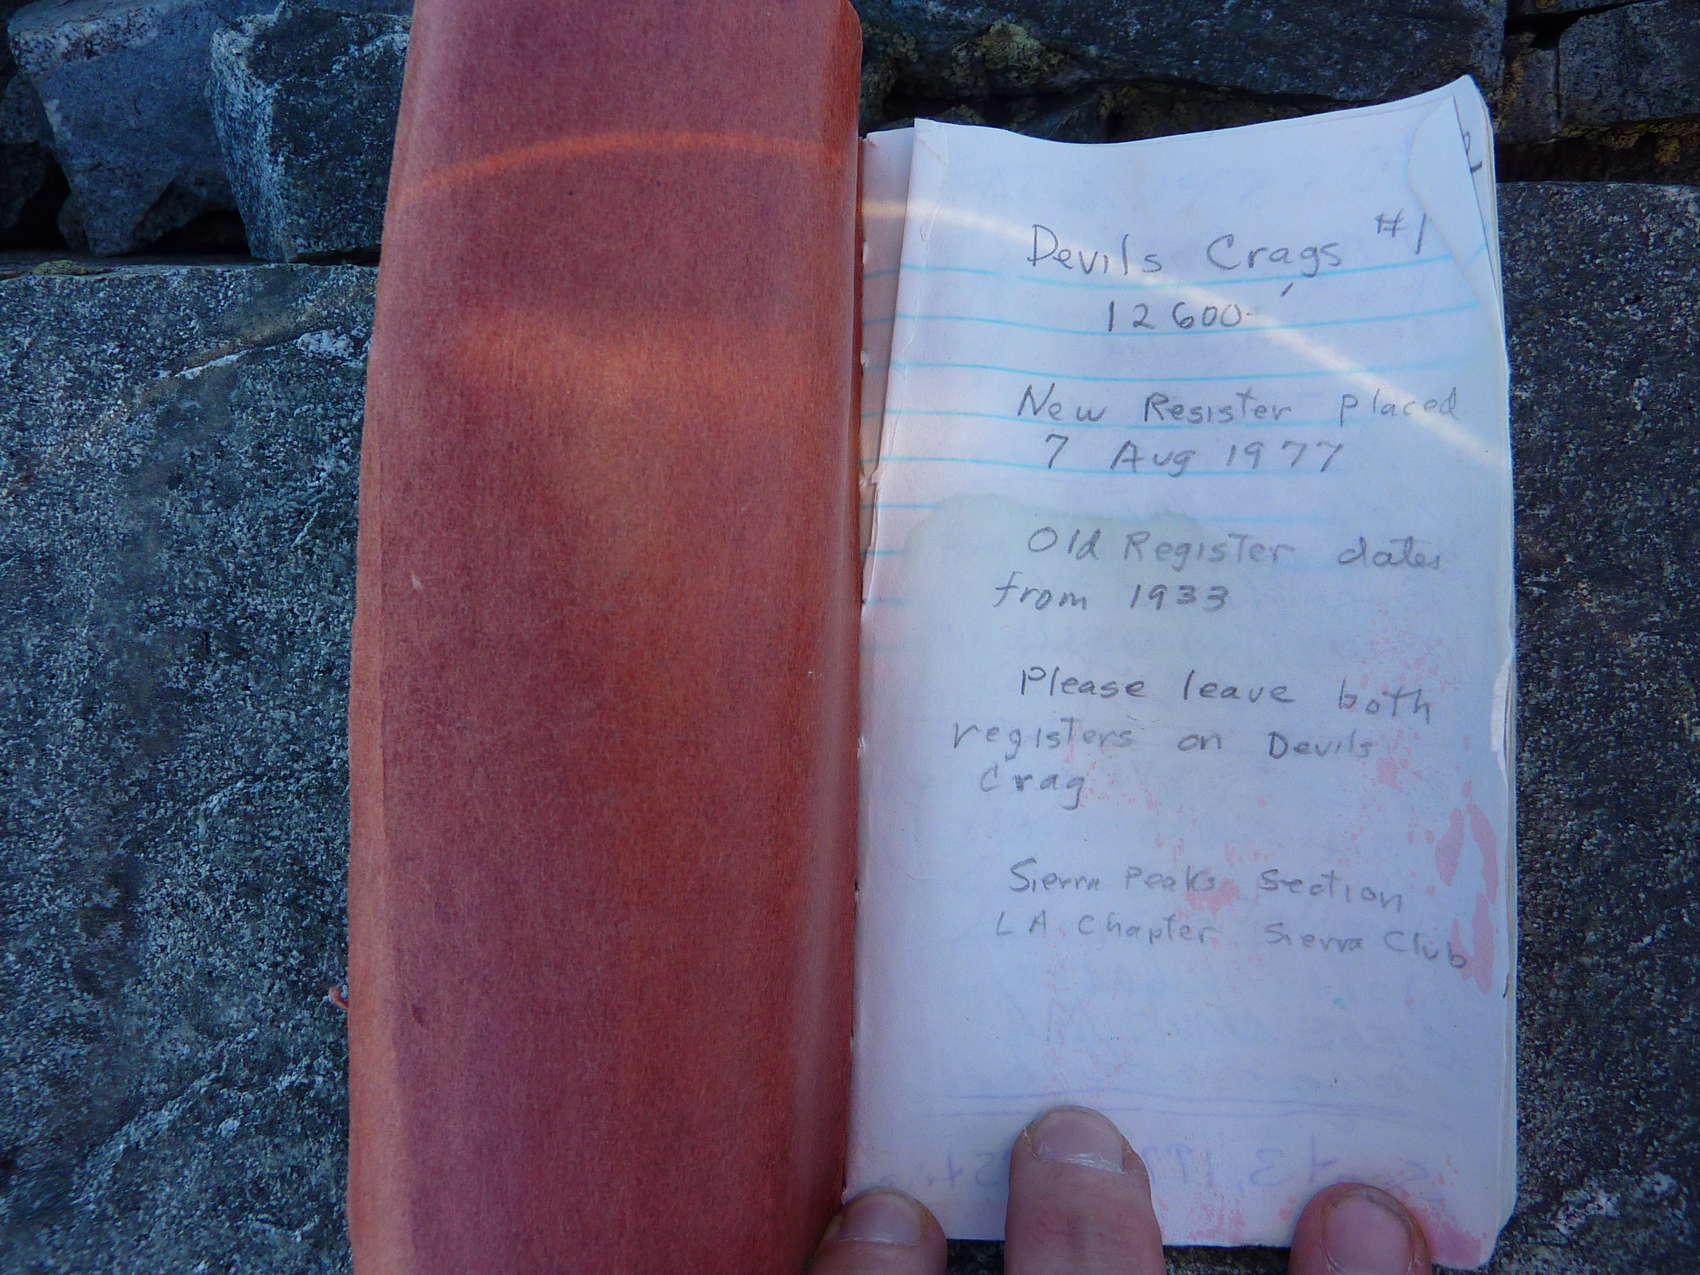 Devils Crags #1
12600'
New Resister placed
7 Aug 1977
Old Register dates
from 1933
Please leave both
registers on Devils
Crag
Sierra Peaks Section
LA Chapter Sierra Club